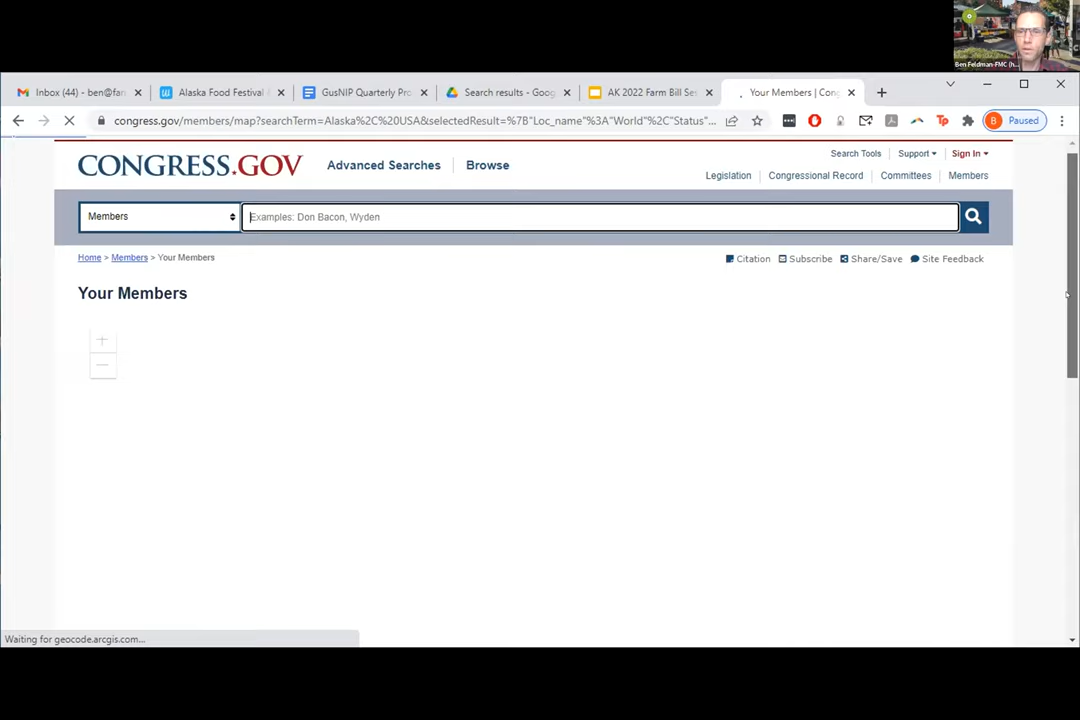 Ben Feldman-FMC (h...
Inbox (44) - ben@far
Alaska Food Festival &
GusNIP Quarterly Pro
Search results - Goog
AK 2022 Farm Bill Ses
Your Members | Cong
congress.gov/members/map?searchTerm=Alaska%2C%20USA&selectedResult=%7B"Loc_name"%3A"World"%2C"Status"...
Paused
CONGRESS.GOV
Advanced Searches
Browse
Search Tools
Support
Sign In
Legislation
Congressional Record
Committees
Members
Members
Examples: Don Bacon, Wyden
Home > Members > Your Members
Citation
Subscribe
Share/Save
Site Feedback
Your Members
+
−
Waiting for geocode.arcgis.com...